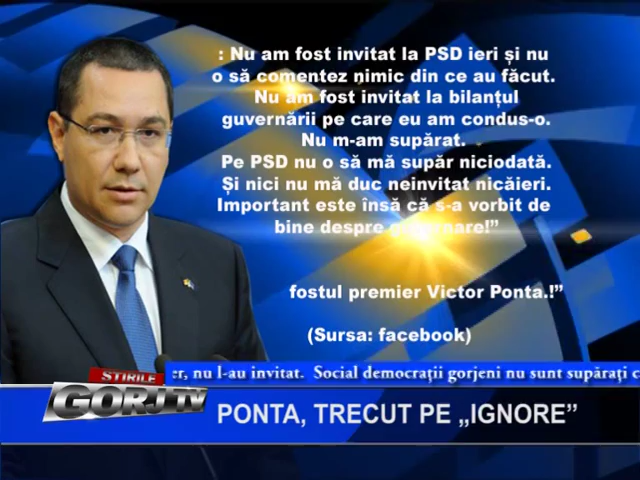 : Nu am fost invitat la PSD ieri și nu
o să comentez nimic din ce au făcut.
Nu am fost invitat la bilanțul
guvernării pe care eu am condus-o.
Nu m-am supărat.
Pe PSD nu o să mă supăr niciodată.
Și nici nu mă duc neinvitat nicăieri.
Important este însă că s-a vorbit de
bine despre guvernare!”
fostul premier Victor Ponta.!”
(Sursa: facebook)
er, nu l-au invitat. Social democrații gorjeni nu sunt supărați c
ȘTIRILE
GORJ TV
PONTA, TRECUT PE „IGNORE”